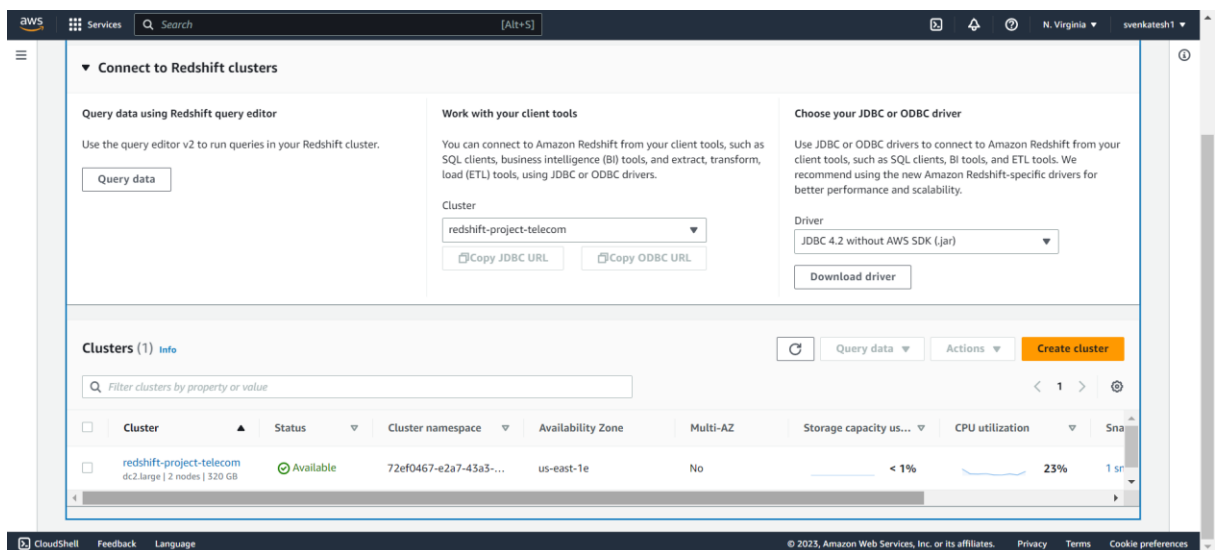 aws
Services
Search
[Alt+S]
N. Virginia ▼
svenkatesh1 ▼
▼ Connect to Redshift clusters
Query data using Redshift query editor
Use the query editor v2 to run queries in your Redshift cluster.
Query data
Work with your client tools
You can connect to Amazon Redshift from your client tools, such as
SQL clients, business intelligence (BI) tools, and extract, transform,
load (ETL) tools, using JDBC or ODBC drivers.
Cluster
redshift-project-telecom
Copy JDBC URL
Copy ODBC URL
Choose your JDBC or ODBC driver
Use JDBC or ODBC drivers to connect to Amazon Redshift from your
client tools, such as SQL clients, BI tools, and ETL tools. We
recommend using the new Amazon Redshift-specific drivers for
better performance and scalability.
Driver
JDBC 4.2 without AWS SDK (.jar)
Download driver
Clusters (1) Info
Query data ▼
Actions ▼
Create cluster
Filter clusters by property or value
< 1 >
Cluster
Status
Cluster namespace
Availability Zone
Multi-AZ
Storage capacity us...
CPU utilization
Sna
redshift-project-telecom
dc2.large | 2 nodes | 320 GB
Available
72ef0467-e2a7-43a3-...
us-east-1e
No
< 1%
23%
1 sn
CloudShell
Feedback
Language
© 2023, Amazon Web Services, Inc. or its affiliates.
Privacy
Terms
Cookie preferences